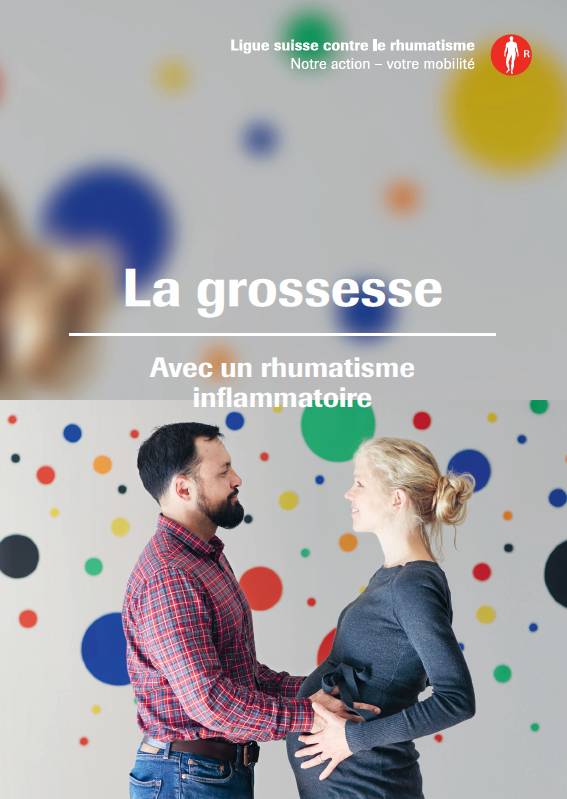 Ligue suisse contre le rhumatisme
Notre action – votre mobilité
R
La grossesse
Avec un rhumatisme
inflammatoire